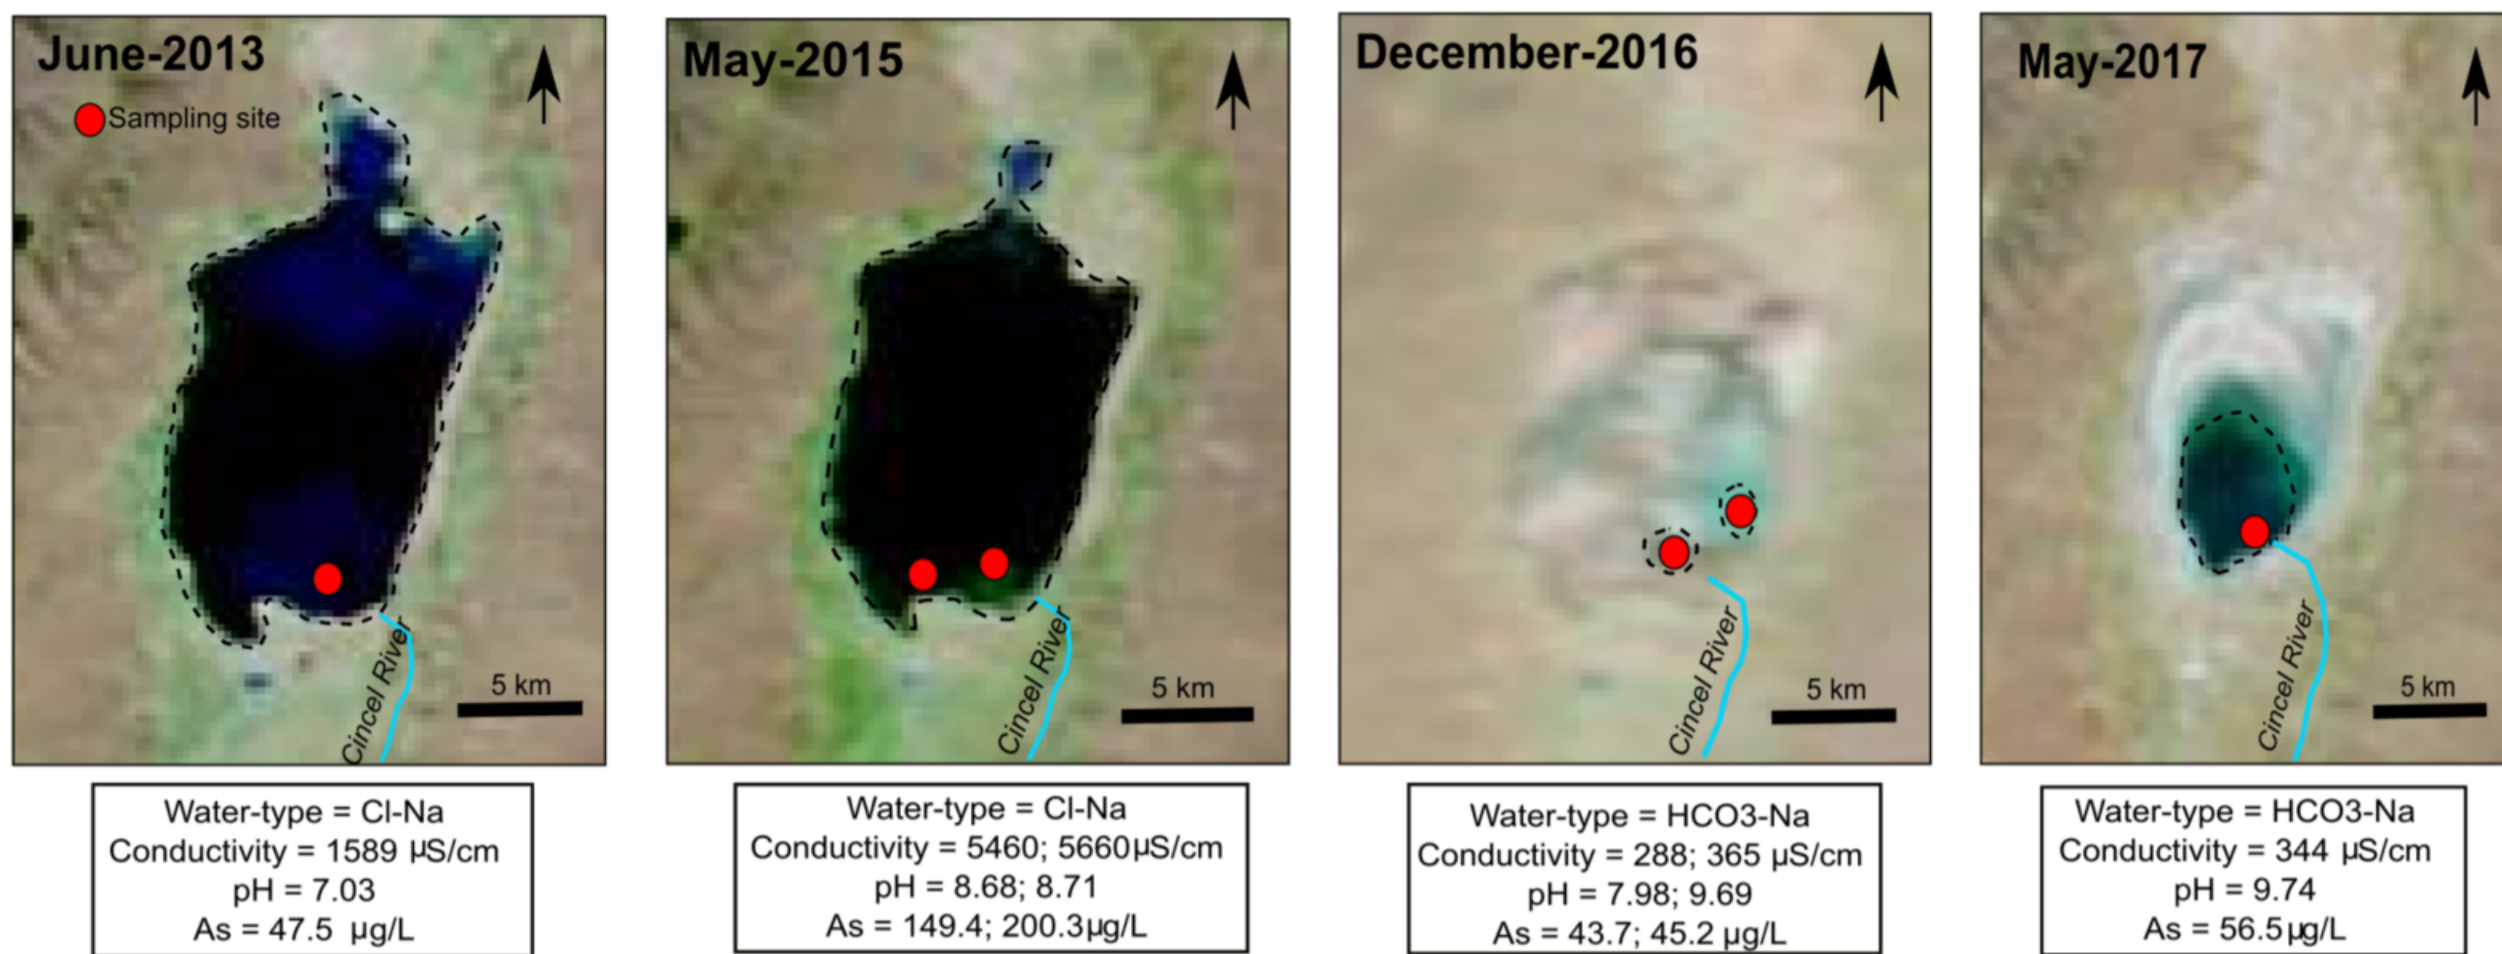 June-2013
Sampling site
5 km
Cincel River
Water-type = Cl-Na
Conductivity = 1589 µS/cm
pH = 7.03
As = 47.5 µg/L
May-2015
5 km
Cincel River
Water-type = Cl-Na
Conductivity = 5460; 5660µS/cm
pH = 8.68; 8.71
As = 149.4; 200.3µg/L
December-2016
5 km
Cincel River
Water-type = HCO3-Na
Conductivity = 288; 365 µS/cm
pH = 7.98; 9.69
As = 43.7; 45.2 µg/L
May-2017
5 km
Cincel River
Water-type = HCO3-Na
Conductivity = 344 µS/cm
pH = 9.74
As = 56.5µg/L